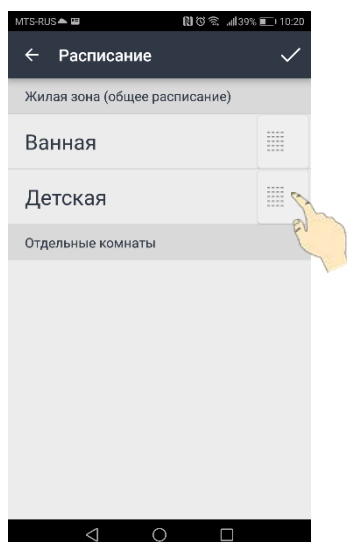 MTS-RUS 39% 10:20
Расписание
Жилая зона (общее расписание)
Ванная
Детская
Отдельные комнаты